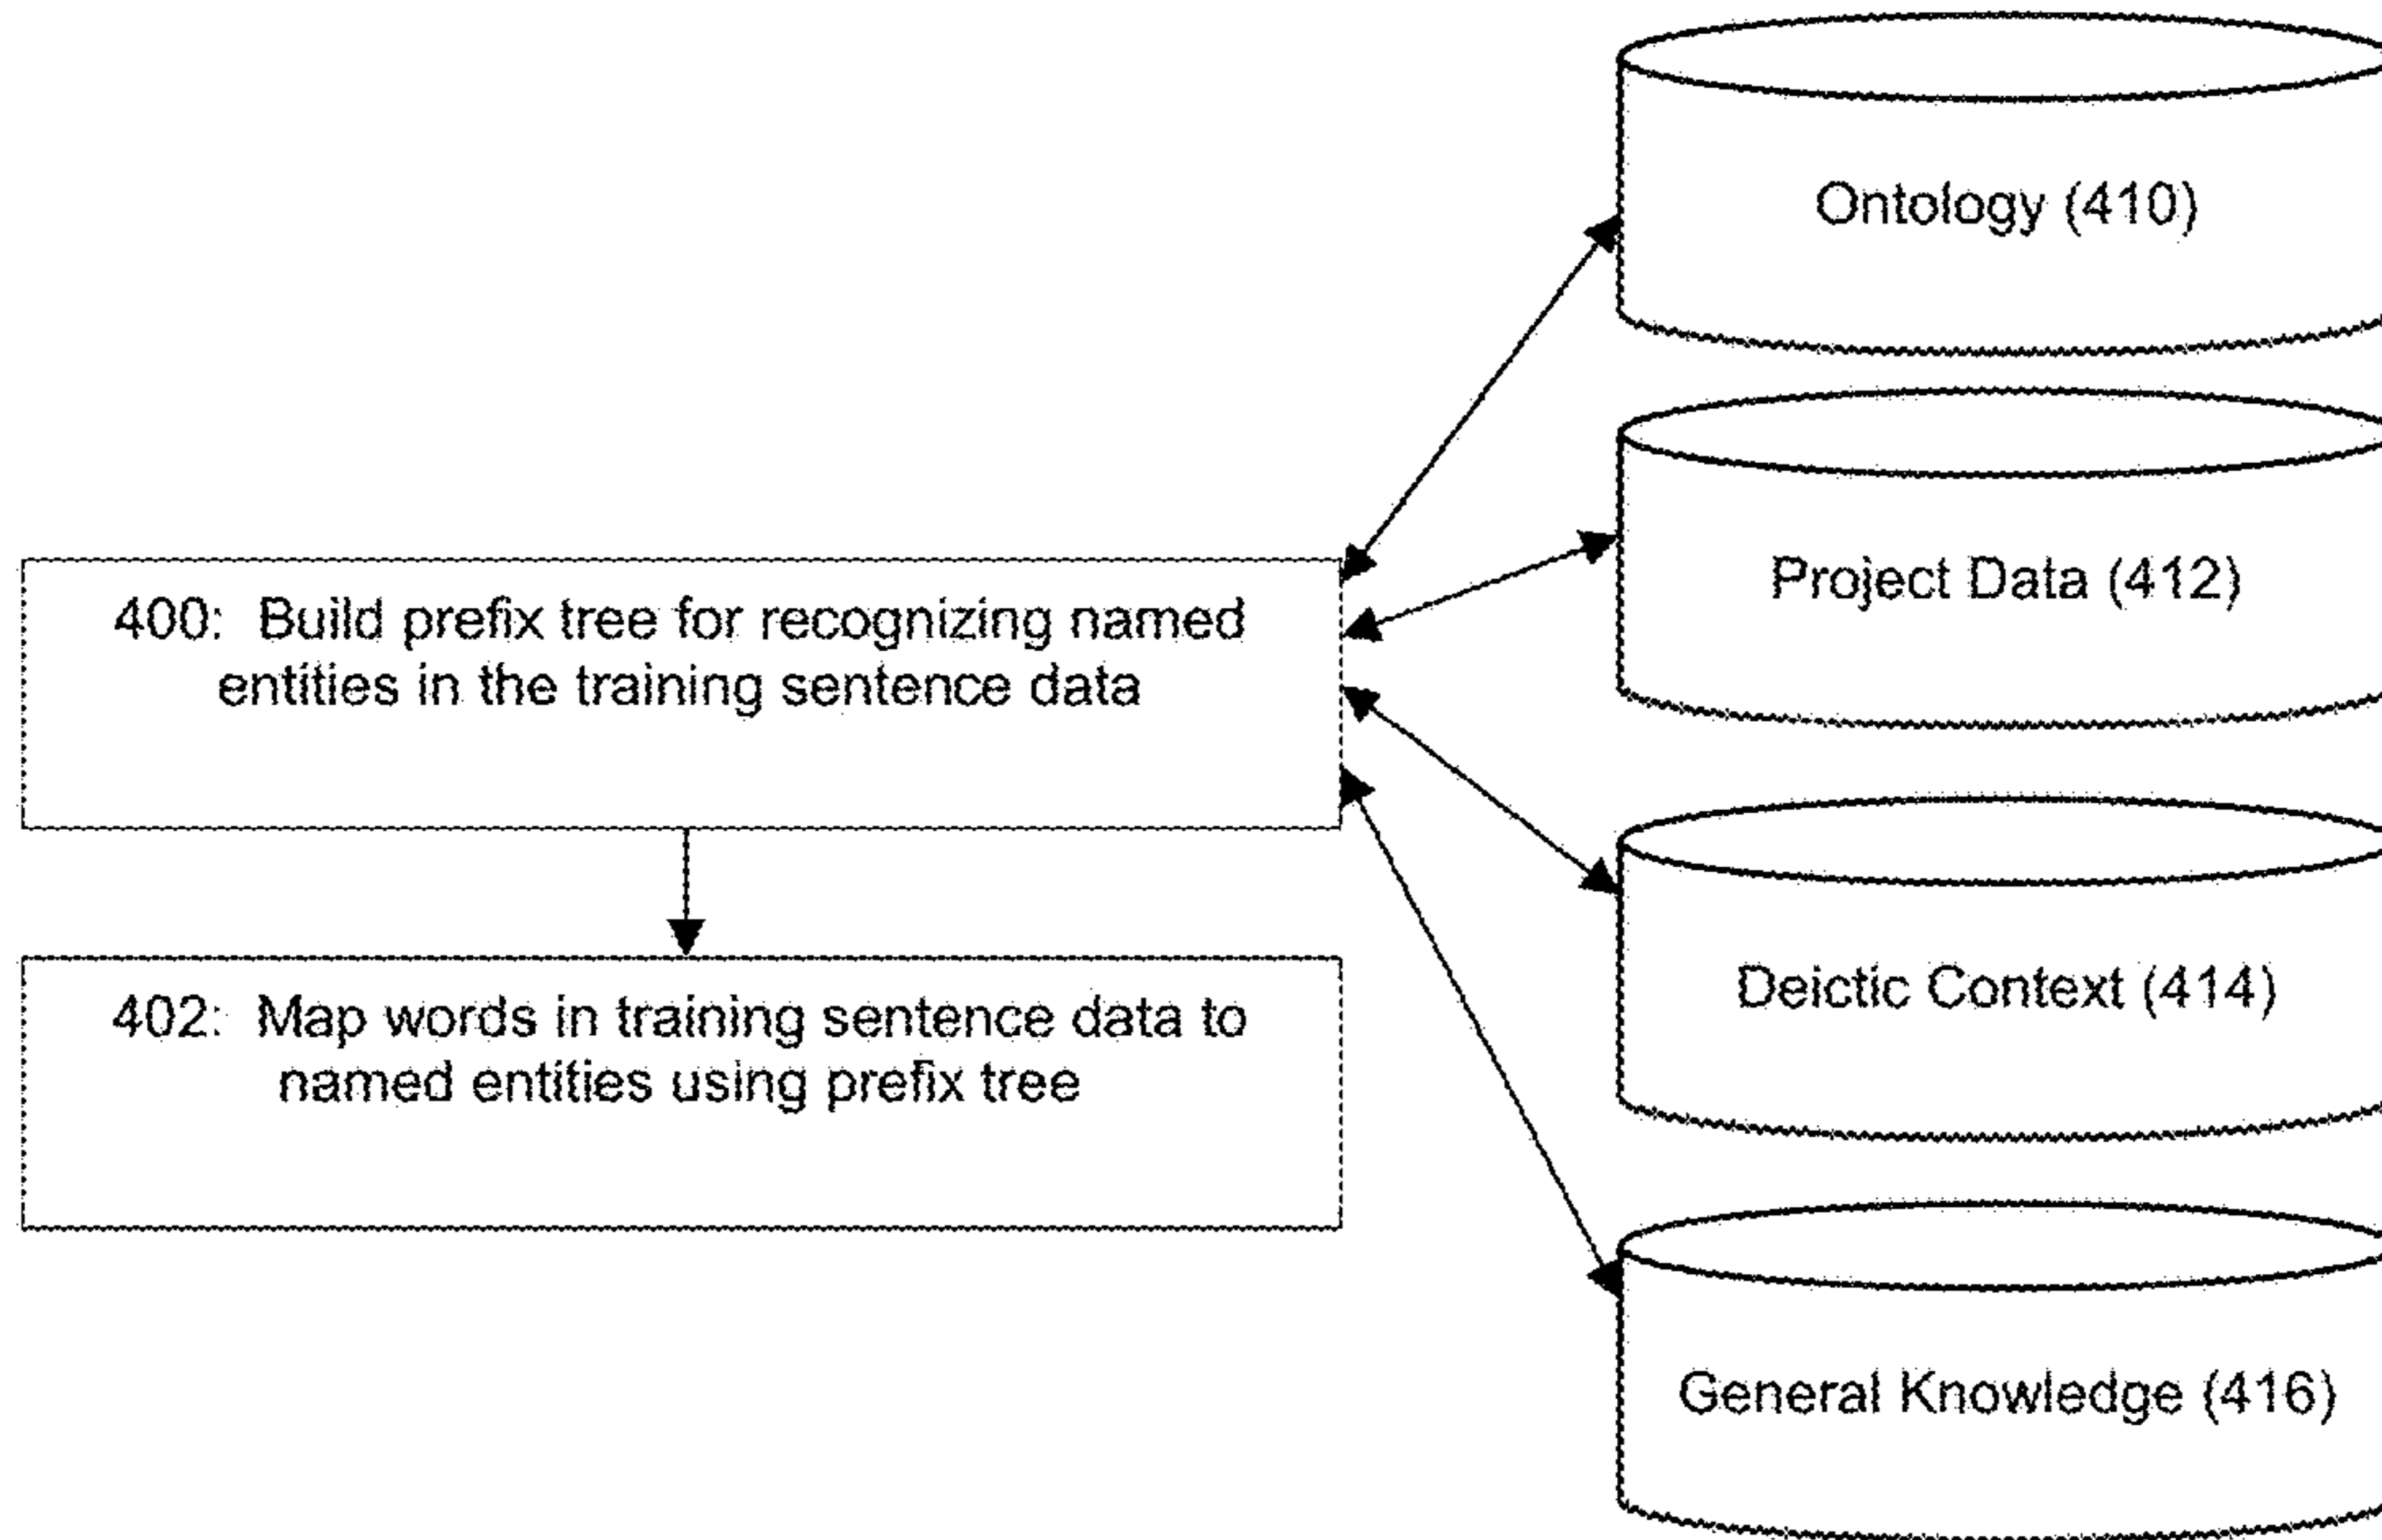 Ontology (410)
Project Data (412)
400: Build prefix tree for recognizing named
entities in the training sentence data
Deictic Context (414)
402: Map words in training sentence data to
named entities using prefix tree
General Knowledge (416)